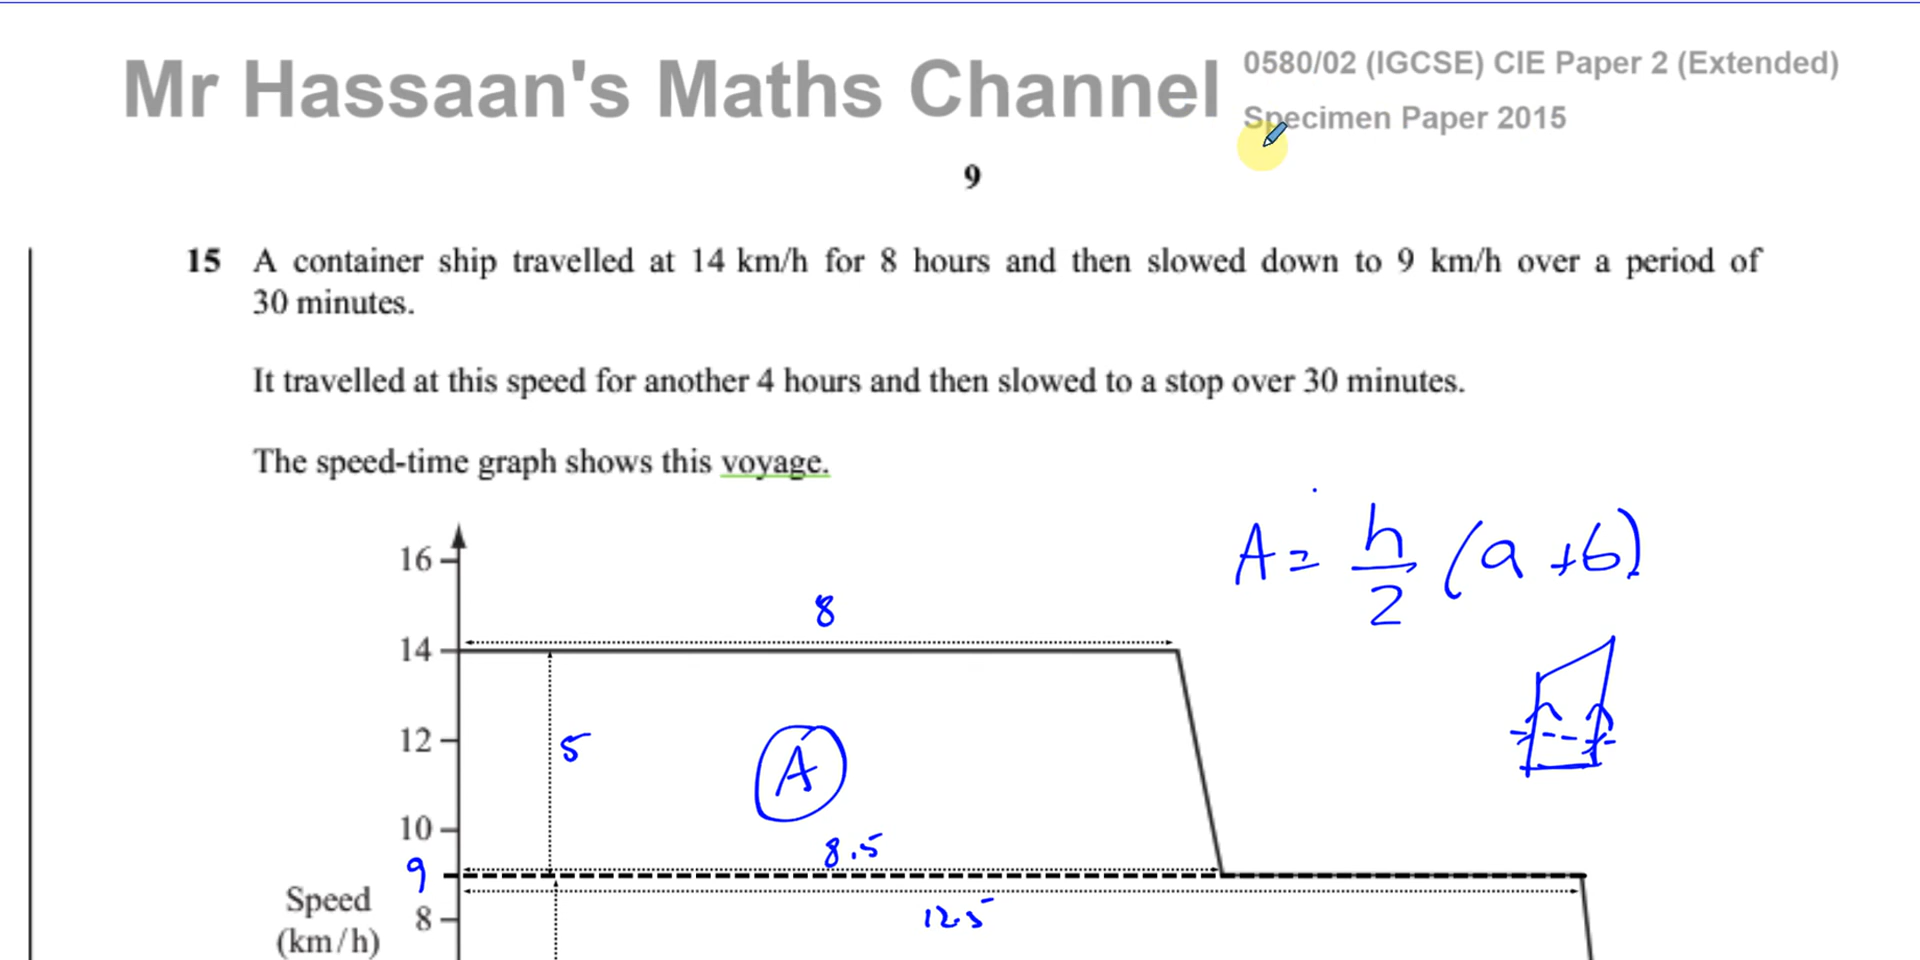 Mr Hassaan's Maths Channel
0580/02 (IGCSE) CIE Paper 2 (Extended)
Specimen Paper 2015
9
15 A container ship travelled at 14 km/h for 8 hours and then slowed down to 9 km/h over a period of
30 minutes.
It travelled at this speed for another 4 hours and then slowed to a stop over 30 minutes.
The speed-time graph shows this voyage.
A = h/2 (a+b)
16
8
14
5
12
A
10
8.5
9
Speed
(km/h)
8
12.5